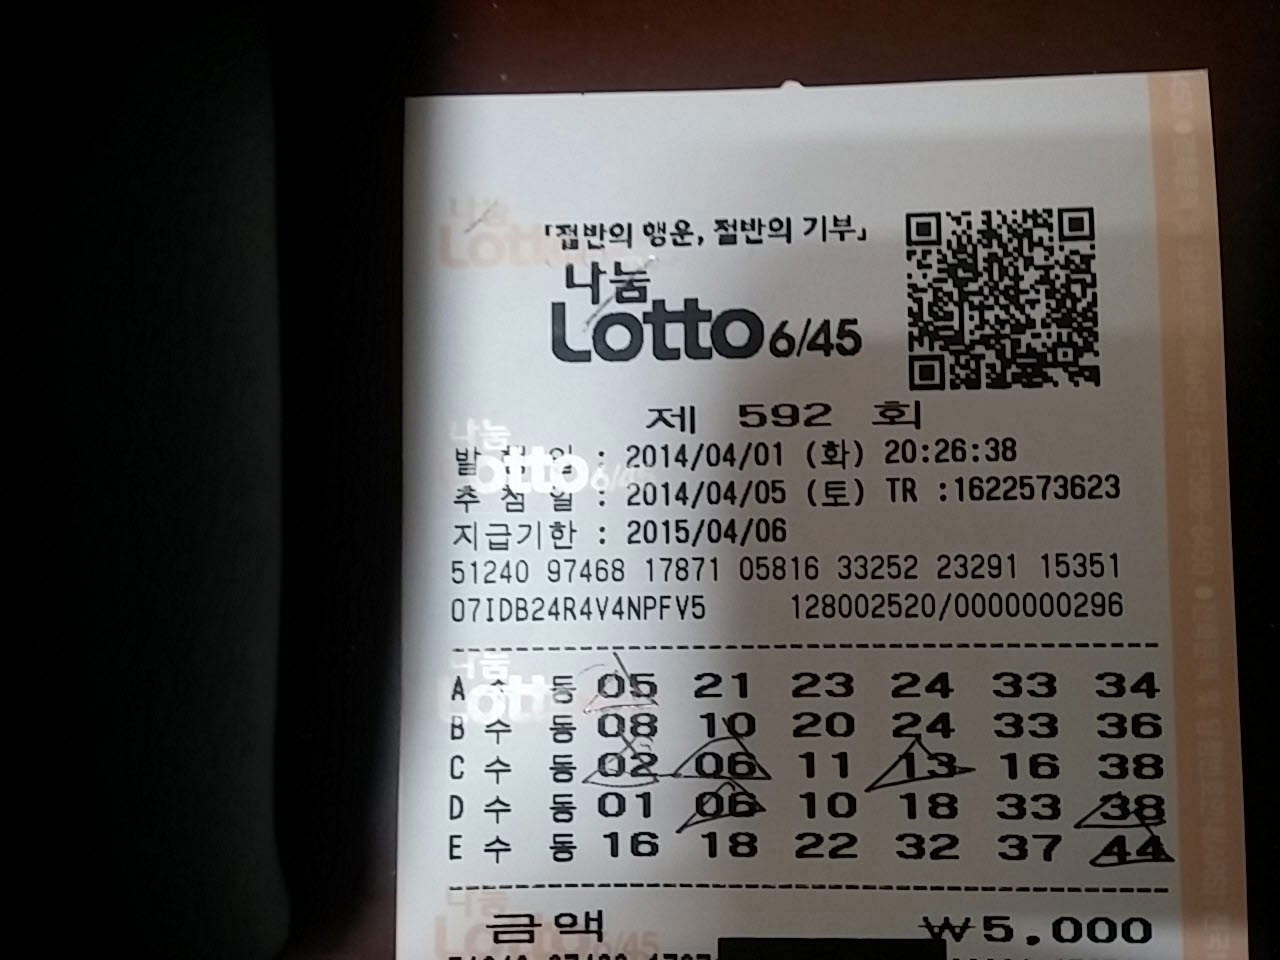 「절반의 행운, 절반의 기부」
나눔
Lotto 6/45
제 592 회
발 행 일 : 2014/04/01 (화) 20:26:38
추 첨 일 : 2014/04/05 (토) TR :1622573623
지급기한 : 2015/04/06
51240 97468 17871 05816 33252 23291 15351
07IDB24R4V4NPFV5 128002520/0000000296
A 수 동 05 21 23 24 33 34
B 수 동 08 10 20 24 33 36
C 수 동 02 06 11 13 16 38
D 수 동 01 06 10 18 33 38
E 수 동 16 18 22 32 37 44
금액 ₩5,000